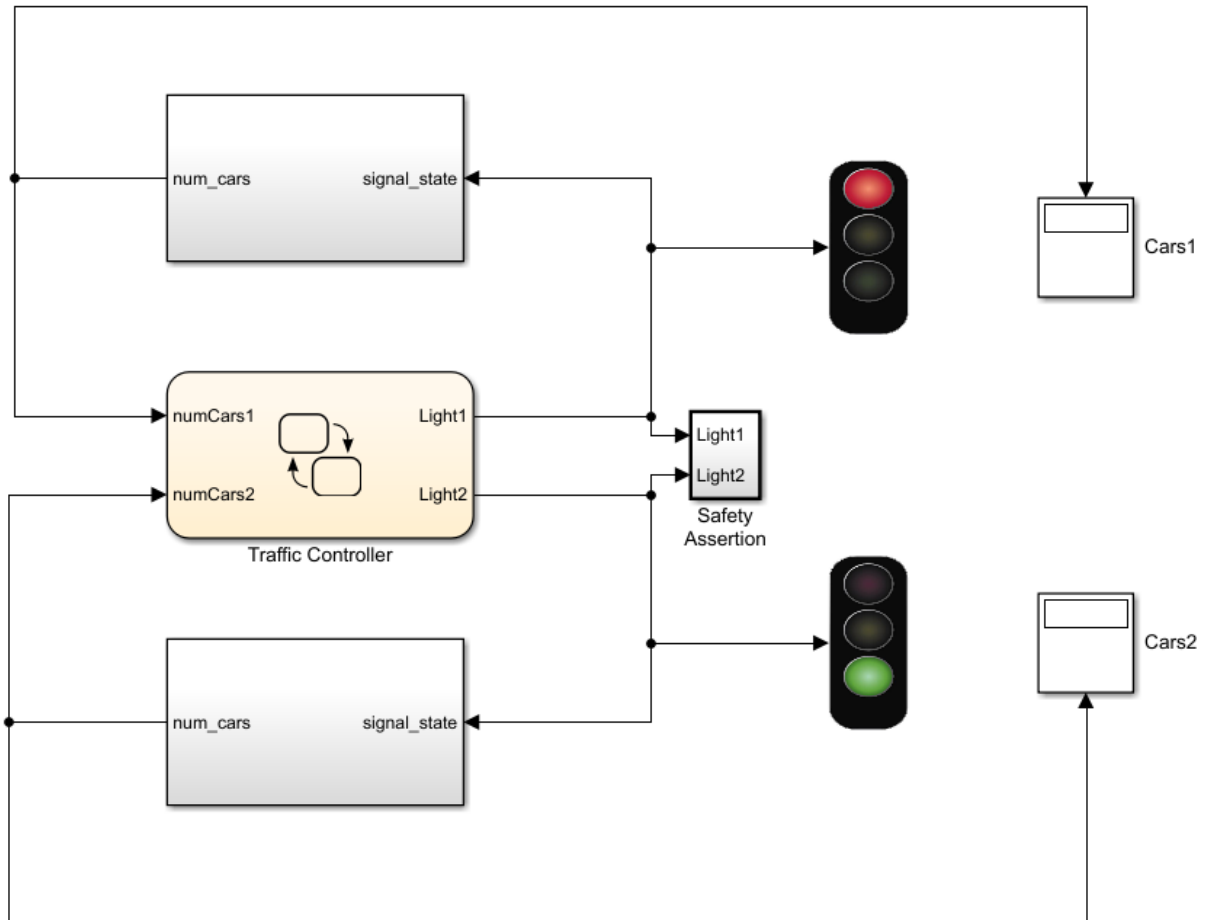 num_cars
signal_state
Cars1
numCars1
Light1
numCars2
Light2
Traffic Controller
Light1
Light2
Safety
Assertion
num_cars
signal_state
Cars2